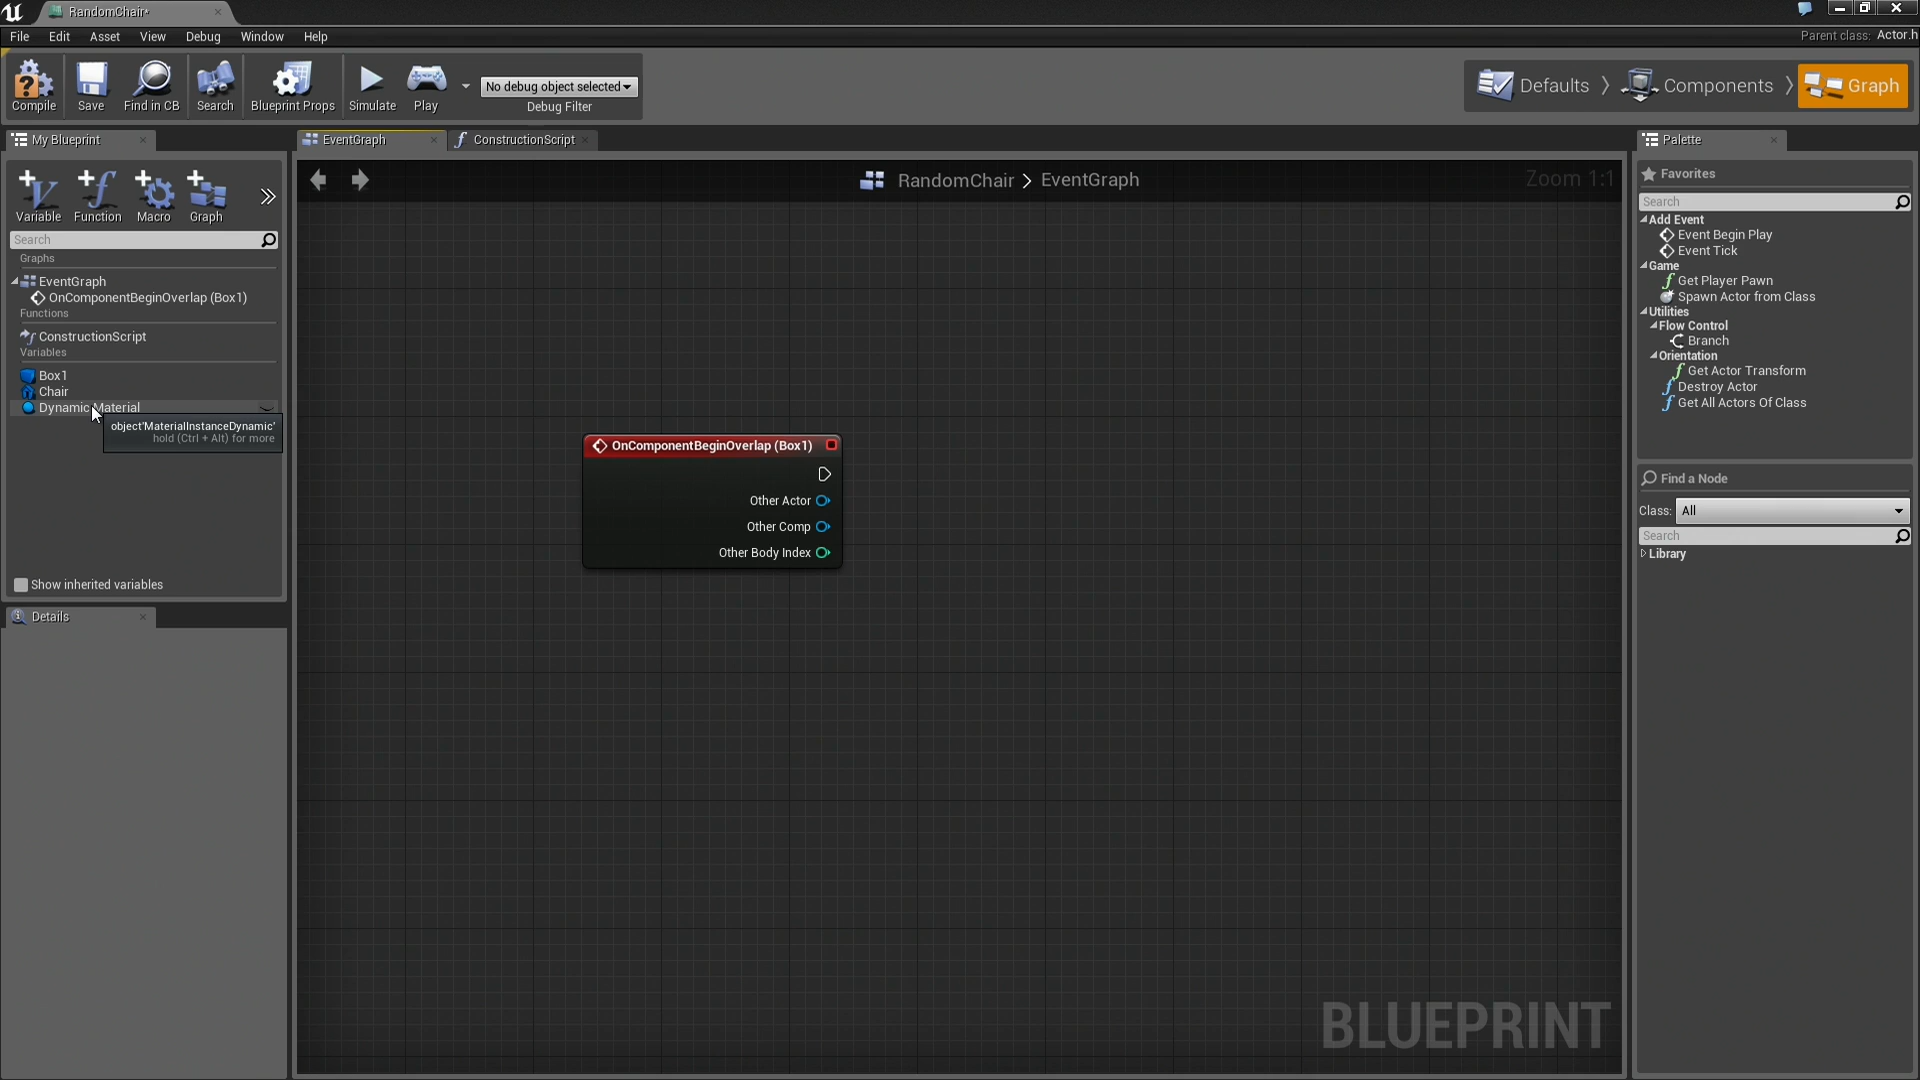 RandomChair*
File Edit Asset View Debug Window Help
Parent class: Actor.h
Compile Save Find in CB Search Blueprint Props Simulate Play
No debug object selected
Debug Filter
Defaults Components Graph
My Blueprint
EventGraph
ConstructionScript
Palette
Variable Function Macro Graph
Search
Graphs
EventGraph
OnComponentBeginOverlap (Box1)
Functions
ConstructionScript
Variables
Box1
Chair
Dynamic Material
object'MaterialInstanceDynamic'
hold (Ctrl + Alt) for more
Show inherited variables
Details
RandomChair > EventGraph
Zoom 1:1
OnComponentBeginOverlap (Box1)
Other Actor
Other Comp
Other Body Index
BLUEPRINT
Favorites
Search
Add Event
Event Begin Play
Event Tick
Game
Get Player Pawn
Spawn Actor from Class
Utilities
Flow Control
Branch
Orientation
Get Actor Transform
Destroy Actor
Get All Actors Of Class
Find a Node
Class: All
Search
Library